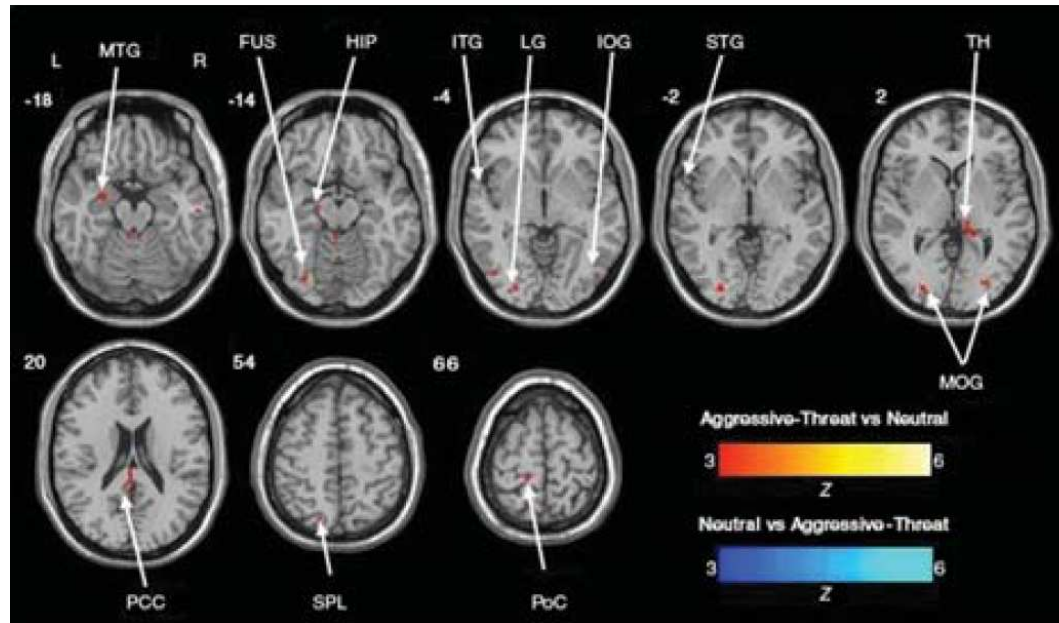 L MTG R FUS HIP ITG LG IOG STG TH
-18 -14 -4 -2 2
MOG
20 54 66
Aggressive-Threat vs Neutral
3 6
Z
Neutral vs Aggressive-Threat
3 6
Z
PCC SPL PoC